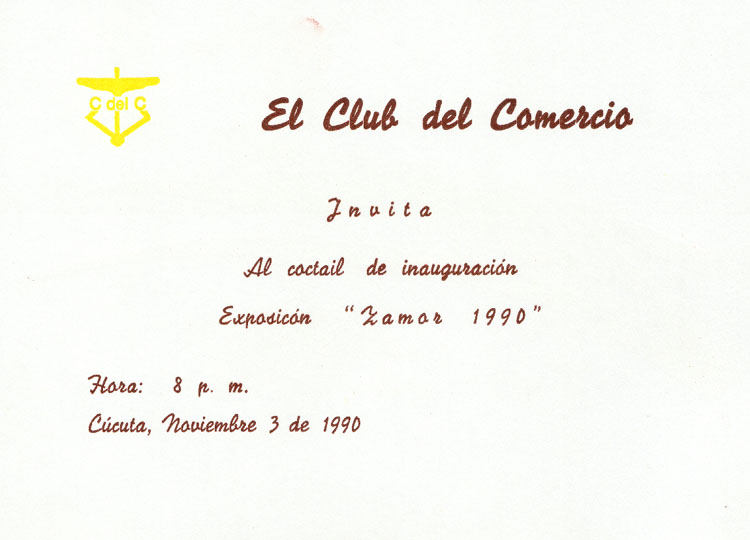 C del C
El Club del Comercio
Invita
Al coctail de inauguración
Exposicón "Zamor 1990"
Hora: 8 p. m.
Cúcuta, Noviembre 3 de 1990